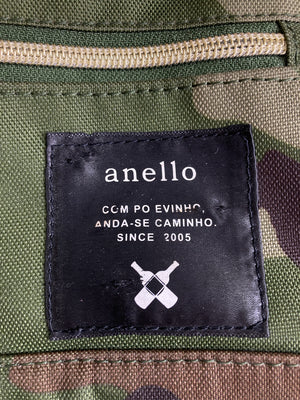 anello
COM PO EVINHO,
ANDA-SE CAMINHO.
SINCE 2005